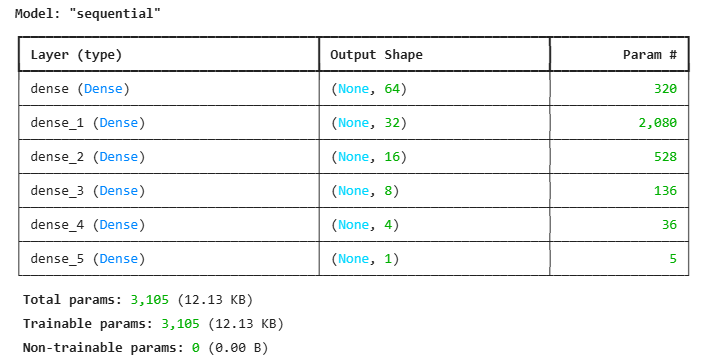 Model: "sequential"
Layer (type) Output Shape Param #
dense (Dense) (None, 64) 320
dense_1 (Dense) (None, 32) 2,080
dense_2 (Dense) (None, 16) 528
dense_3 (Dense) (None, 8) 136
dense_4 (Dense) (None, 4) 36
dense_5 (Dense) (None, 1) 5
Total params: 3,105 (12.13 KB)
Trainable params: 3,105 (12.13 KB)
Non-trainable params: 0 (0.00 B)